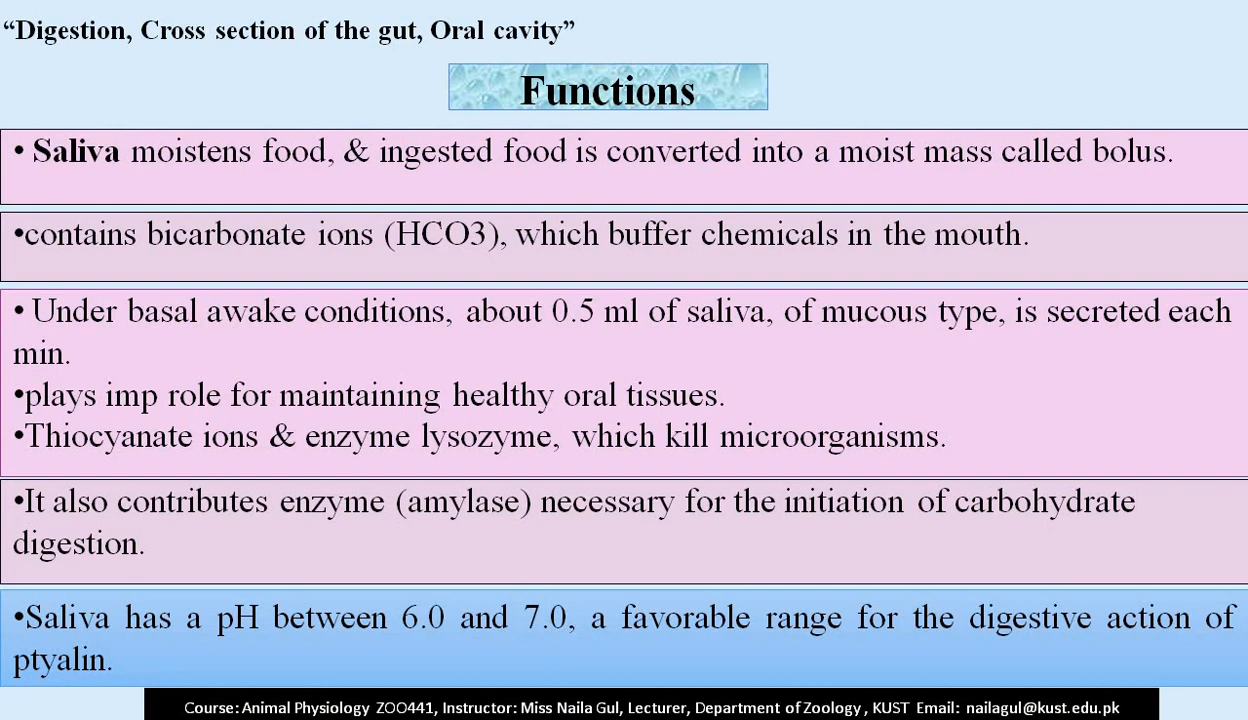 “Digestion, Cross section of the gut, Oral cavity”
Functions
• Saliva moistens food, & ingested food is converted into a moist mass called bolus.
•contains bicarbonate ions (HCO3), which buffer chemicals in the mouth.
• Under basal awake conditions, about 0.5 ml of saliva, of mucous type, is secreted each
min.
•plays imp role for maintaining healthy oral tissues.
•Thiocyanate ions & enzyme lysozyme, which kill microorganisms.
•It also contributes enzyme (amylase) necessary for the initiation of carbohydrate
digestion.
•Saliva has a pH between 6.0 and 7.0, a favorable range for the digestive action of
ptyalin.
Course: Animal Physiology ZOO441, Instructor: Miss Naila Gul, Lecturer, Department of Zoology, KUST Email: nailagul@kust.edu.pk